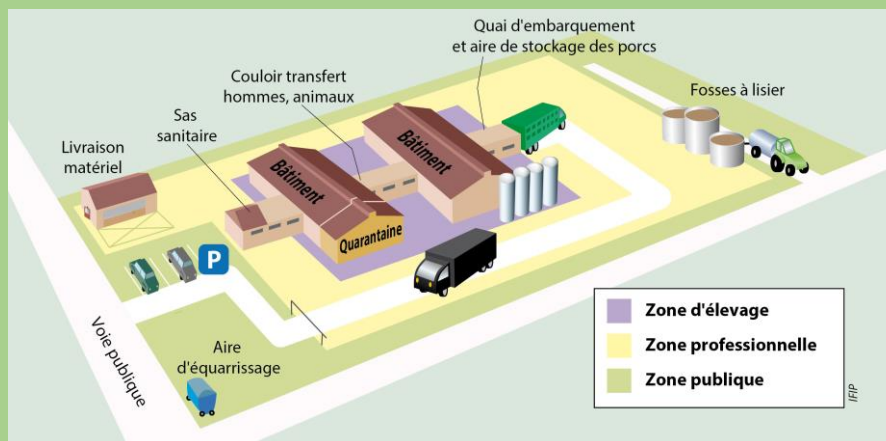 Quai d'embarquement
et aire de stockage des porcs
Couloir transfert
hommes, animaux
Fosses à lisier
Sas
sanitaire
Livraison
matériel
Bâtiment
Bâtiment
Quarantaine
P
Voie publique
Aire
d'équarrissage
Zone d'élevage
Zone professionnelle
Zone publique
IFIP